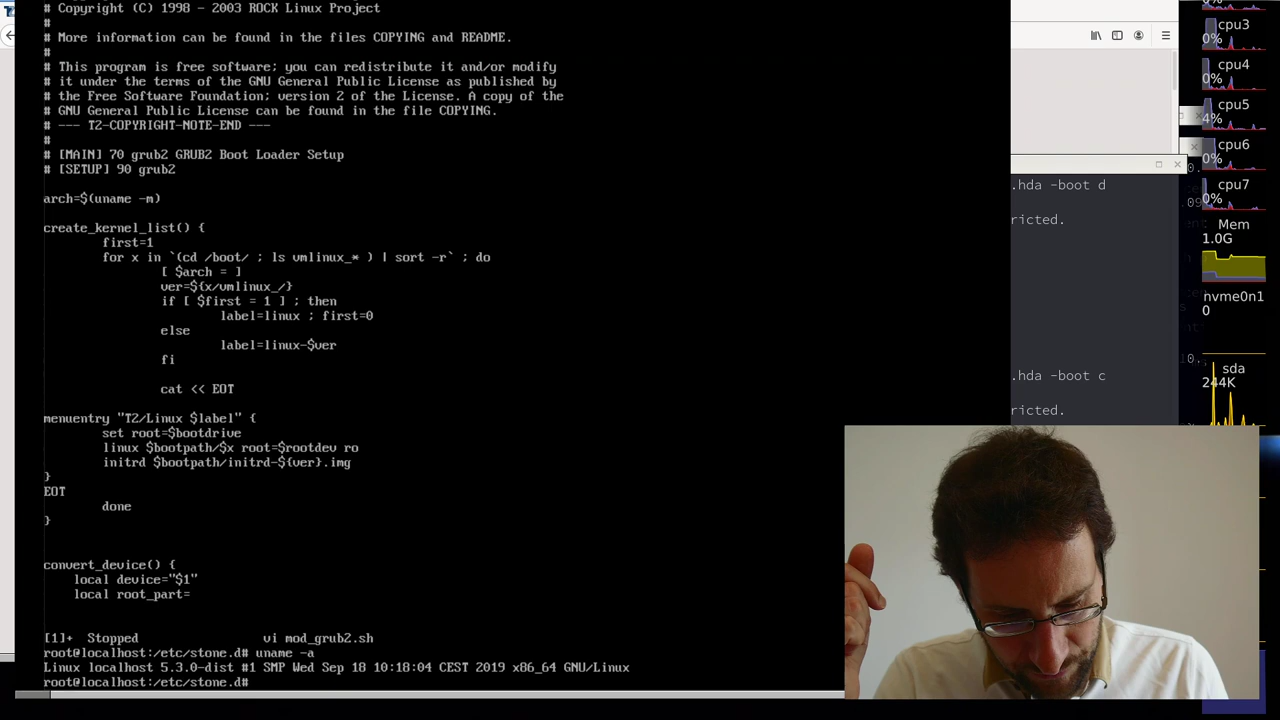 # Copyright (C) 1998 - 2003 ROCK Linux Project
#
# More information can be found in the files COPYING and README.
#
# This program is free software; you can redistribute it and/or modify
# it under the terms of the GNU General Public License as published by
# the Free Software Foundation; version 2 of the License. A copy of the
# GNU General Public License can be found in the file COPYING.
# --- T2-COPYRIGHT-NOTE-END ---
#
# [MAIN] 70 grub2 GRUB2 Boot Loader Setup
# [SETUP] 90 grub2
arch=$(uname -m)
create_kernel_list() {
first=1
for x in `(cd /boot/ ; ls vmlinux_* ) | sort -r` ; do
[ $arch = ]
ver=${x/vmlinux_/}
if [ $first = 1 ] ; then
label=linux ; first=0
else
label=linux-$ver
fi
cat << EOT
menuentry "T2/Linux $label" {
set root=$bootdrive
linux $bootpath/$x root=$rootdev ro
initrd $bootpath/initrd-${ver}.img
}
EOT
done
}
convert_device() {
local device="$1"
local root_part=
[1]+  Stopped                 vi mod_grub2.sh
root@localhost:/etc/stone.d# uname -a
Linux localhost 5.3.0-dist #1 SMP Wed Sep 18 10:18:04 CEST 2019 x86_64 GNU/Linux
root@localhost:/etc/stone.d#
.hda -boot d
ricted.
.hda -boot c
ricted.
cpu3
0%
cpu4
0%
cpu5
4%
cpu6
0%
cpu7
0%
Mem
1.0G
nvme0n1
0
sda
244K